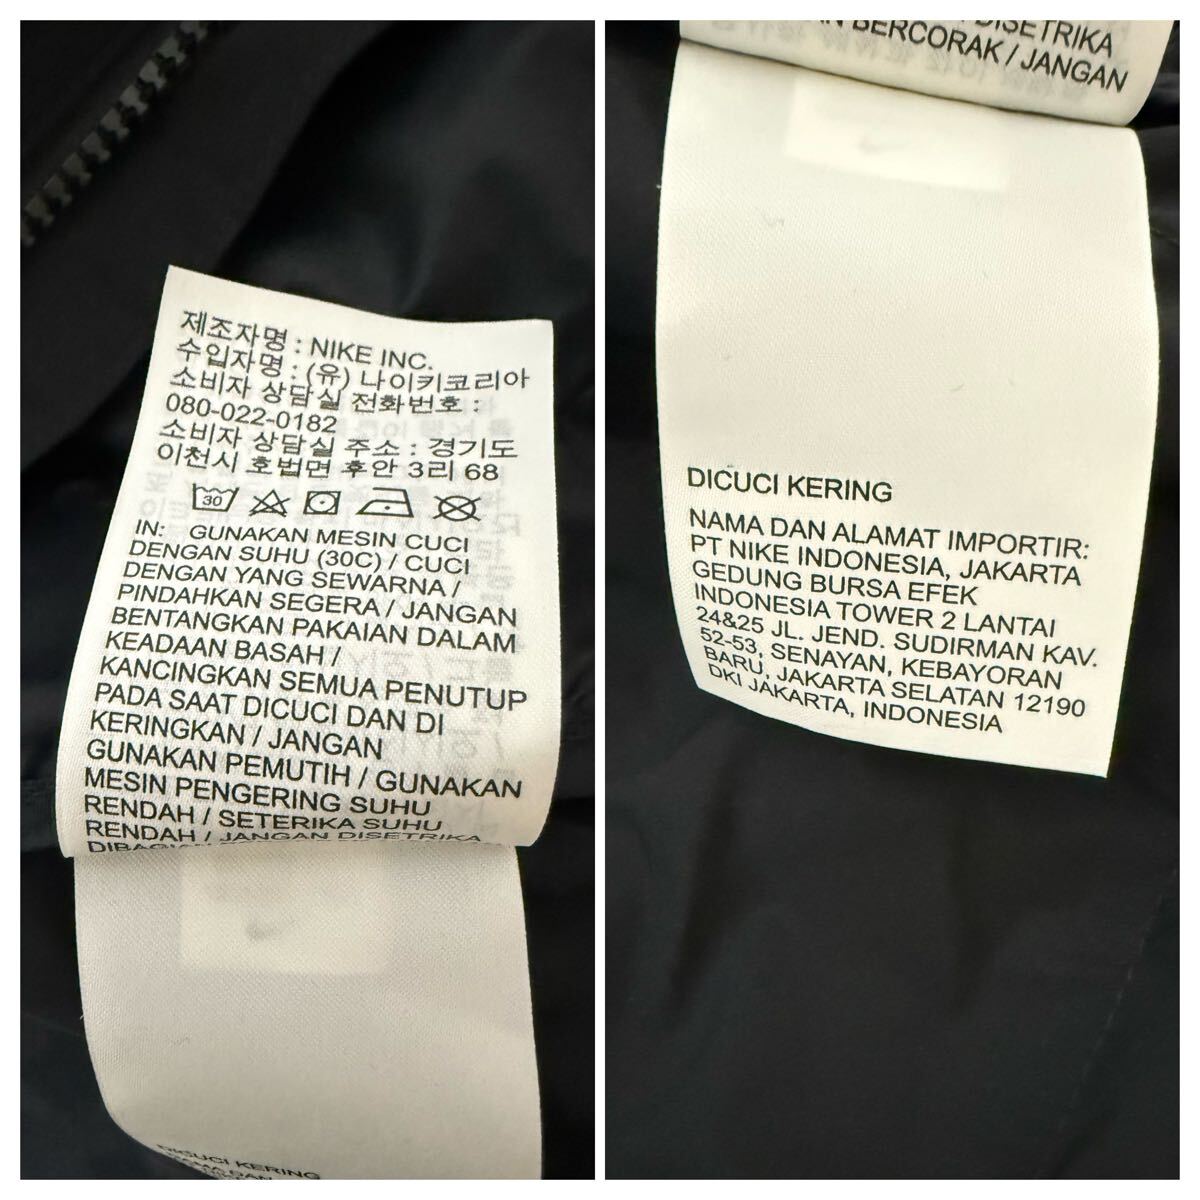 제조자명 : NIKE INC.
수입자명 : (유) 나이키코리아
소비자 상담실 전화번호 :
080-022-0182
소비자 상담실 주소 : 경기도
이천시 호법면 후안 3리 68
30
IN: GUNAKAN MESIN CUCI
DENGAN SUHU (30C) / CUCI
DENGAN YANG SEWARNA /
PINDAHKAN SEGERA / JANGAN
BENTANGKAN PAKAIAN DALAM
KEADAAN BASAH /
KANCINGKAN SEMUA PENUTUP
PADA SAAT DICUCI DAN DI
KERINGKAN / JANGAN
GUNAKAN PEMUTIH / GUNAKAN
MESIN PENGERING SUHU
RENDAH / SETERIKA SUHU
RENDAH / JANGAN DISETRIKA
DICUCI KERING
DISETRIKA
BERCORAK / JANGAN
DICUCI KERING
NAMA DAN ALAMAT IMPORTIR:
PT NIKE INDONESIA, JAKARTA
GEDUNG BURSA EFEK
INDONESIA TOWER 2 LANTAI
24&25 JL. JEND. SUDIRMAN KAV.
52-53, SENAYAN, KEBAYORAN
BARU, JAKARTA SELATAN 12190
DKI JAKARTA, INDONESIA